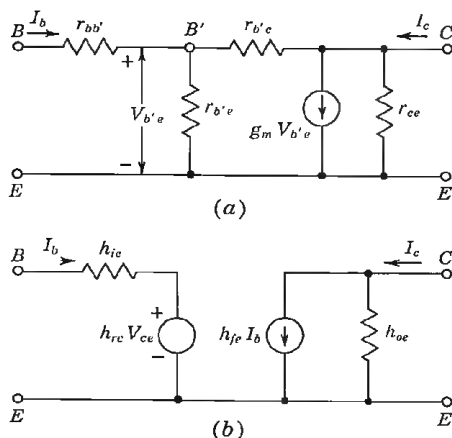 B I_b r_bb' B' r_b'c I_c C
+ V_b'e - r_b'e g_m V_b'e r_ce
E E
(a)
B I_b h_ie I_c C
+ h_re V_ce - h_fe I_b h_oe
E E
(b)